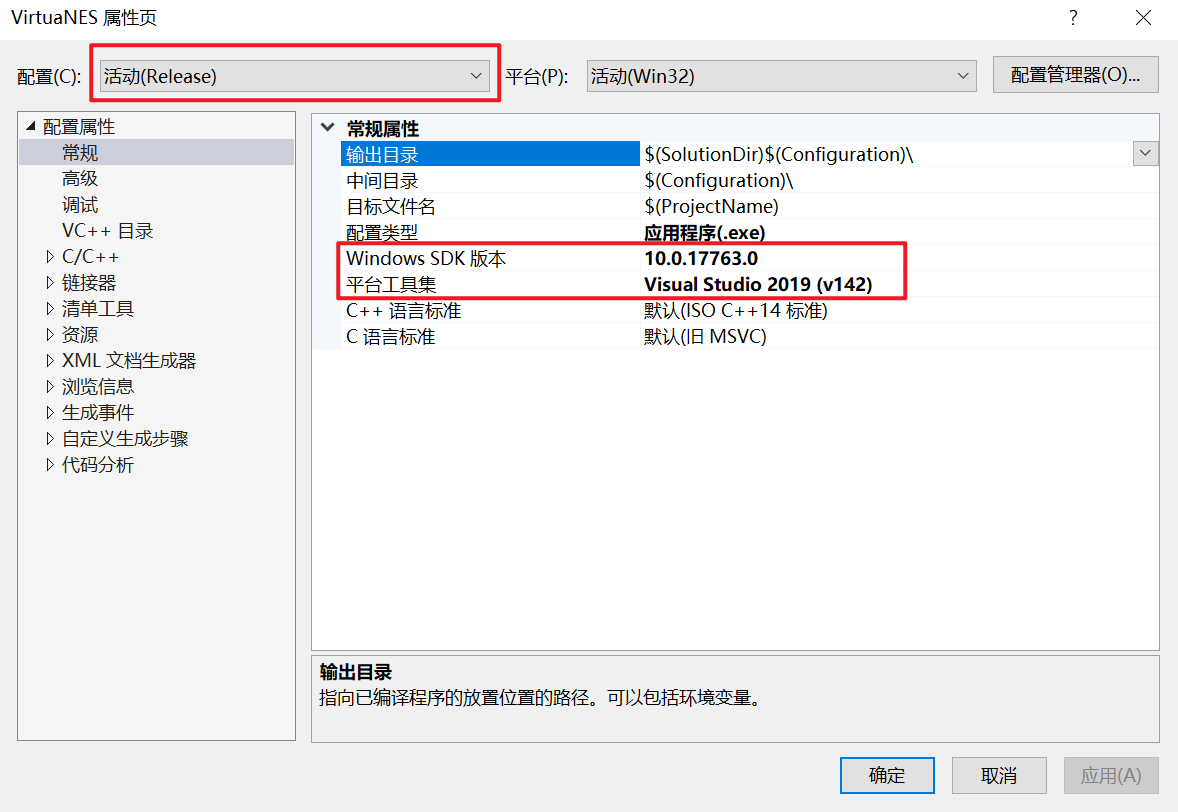 VirtuaNES 属性页
?
配置(C): 活动(Release) 平台(P): 活动(Win32) 配置管理器(O)...
配置属性
常规
高级
调试
VC++ 目录
C/C++
链接器
清单工具
资源
XML 文档生成器
浏览信息
生成事件
自定义生成步骤
代码分析
常规属性
输出目录 $(SolutionDir)$(Configuration)\
中间目录 $(Configuration)\
目标文件名 $(ProjectName)
配置类型 应用程序(.exe)
Windows SDK 版本 10.0.17763.0
平台工具集 Visual Studio 2019 (v142)
C++ 语言标准 默认(ISO C++14 标准)
C 语言标准 默认(旧 MSVC)
输出目录
指向已编译程序的放置位置的路径。可以包括环境变量。
确定 取消 应用(A)